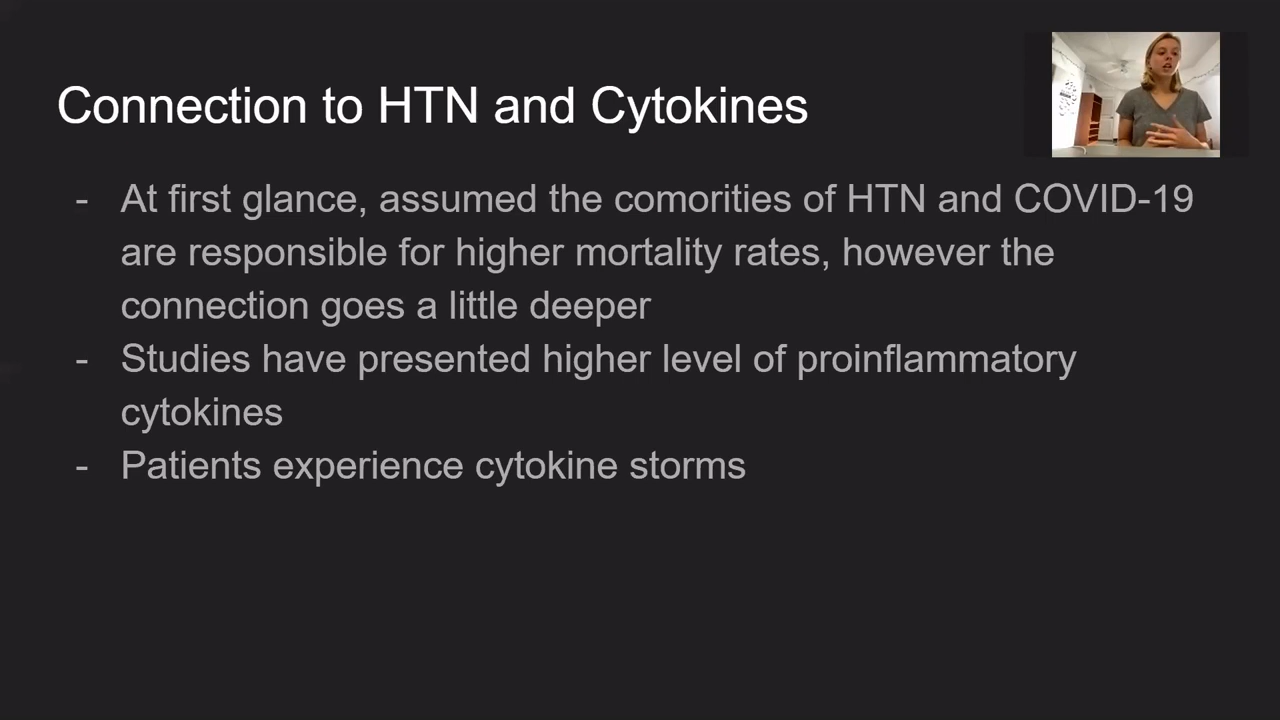 Connection to HTN and Cytokines
- At first glance, assumed the comorities of HTN and COVID-19
are responsible for higher mortality rates, however the
connection goes a little deeper
- Studies have presented higher level of proinflammatory
cytokines
- Patients experience cytokine storms